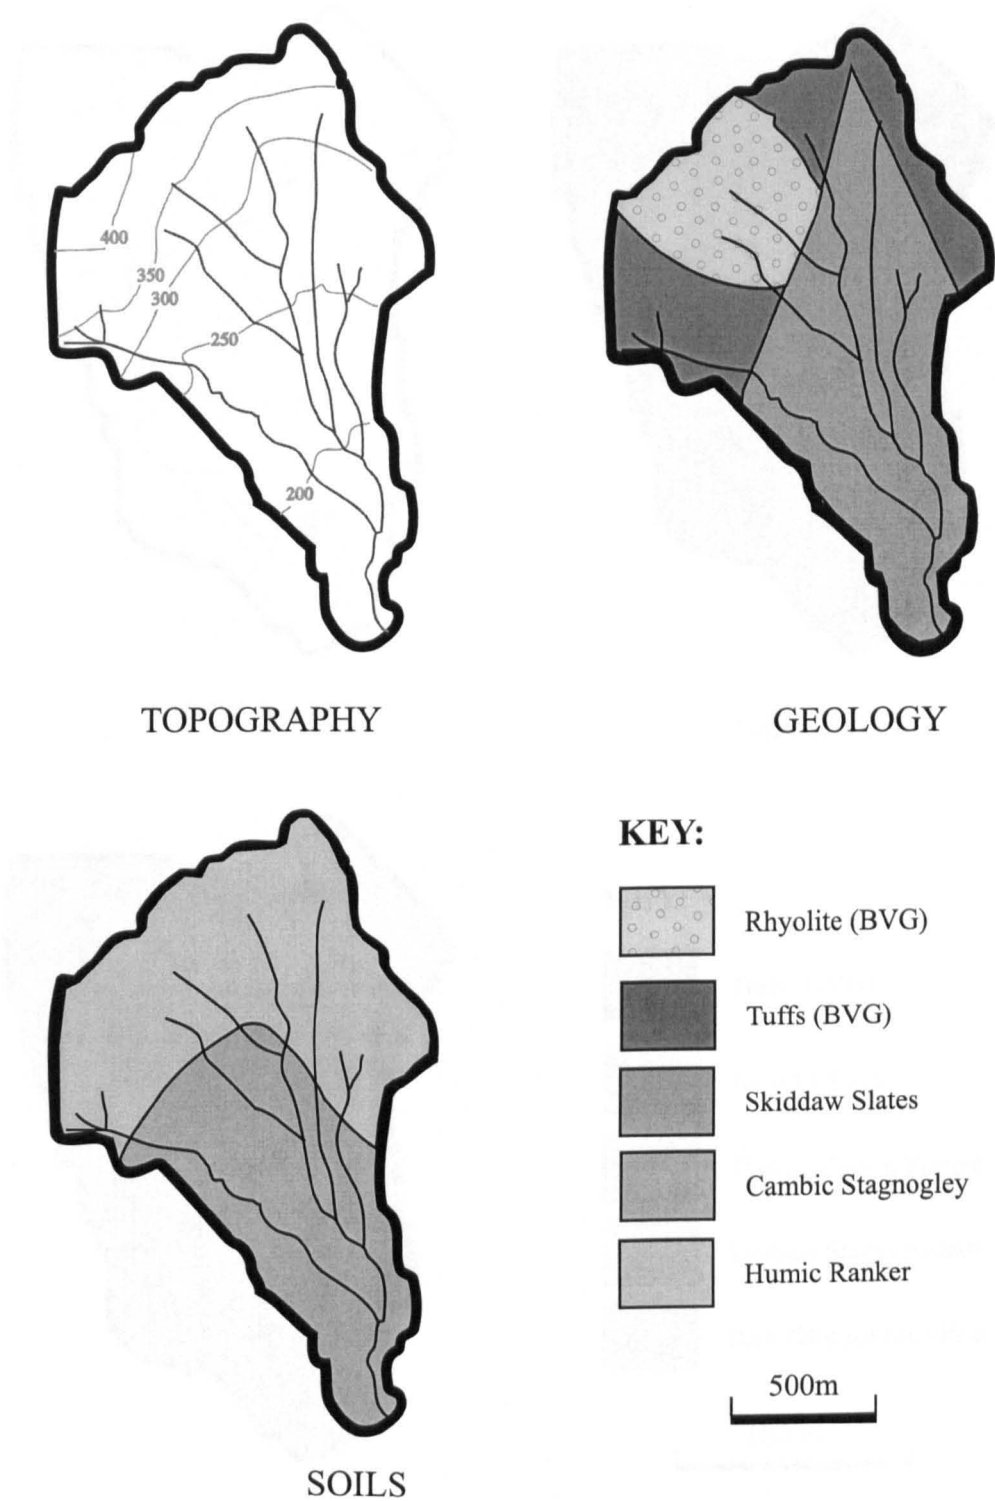 400
350
300
250
200
TOPOGRAPHY
GEOLOGY
KEY:
Rhyolite (BVG)
Tuffs (BVG)
Skiddaw Slates
Cambic Stagnogley
Humic Ranker
500m
SOILS